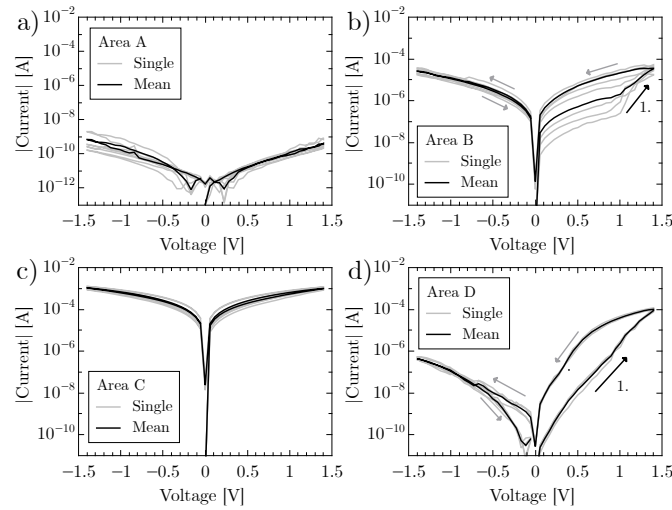 a)
|Current| [A]
10⁻²
10⁻⁴
10⁻⁶
10⁻⁸
10⁻¹⁰
10⁻¹²
Area A
Single
Mean
−1.5 −1 −0.5 0 0.5 1 1.5
Voltage [V]
b)
|Current| [A]
10⁻²
10⁻⁴
10⁻⁶
10⁻⁸
10⁻¹⁰
1.
Area B
Single
Mean
−1.5 −1 −0.5 0 0.5 1 1.5
Voltage [V]
c)
|Current| [A]
10⁻²
10⁻⁴
10⁻⁶
10⁻⁸
10⁻¹⁰
Area C
Single
Mean
−1.5 −1 −0.5 0 0.5 1 1.5
Voltage [V]
d)
|Current| [A]
10⁻²
10⁻⁴
10⁻⁶
10⁻⁸
10⁻¹⁰
Area D
Single
Mean
1.
−1.5 −1 −0.5 0 0.5 1 1.5
Voltage [V]